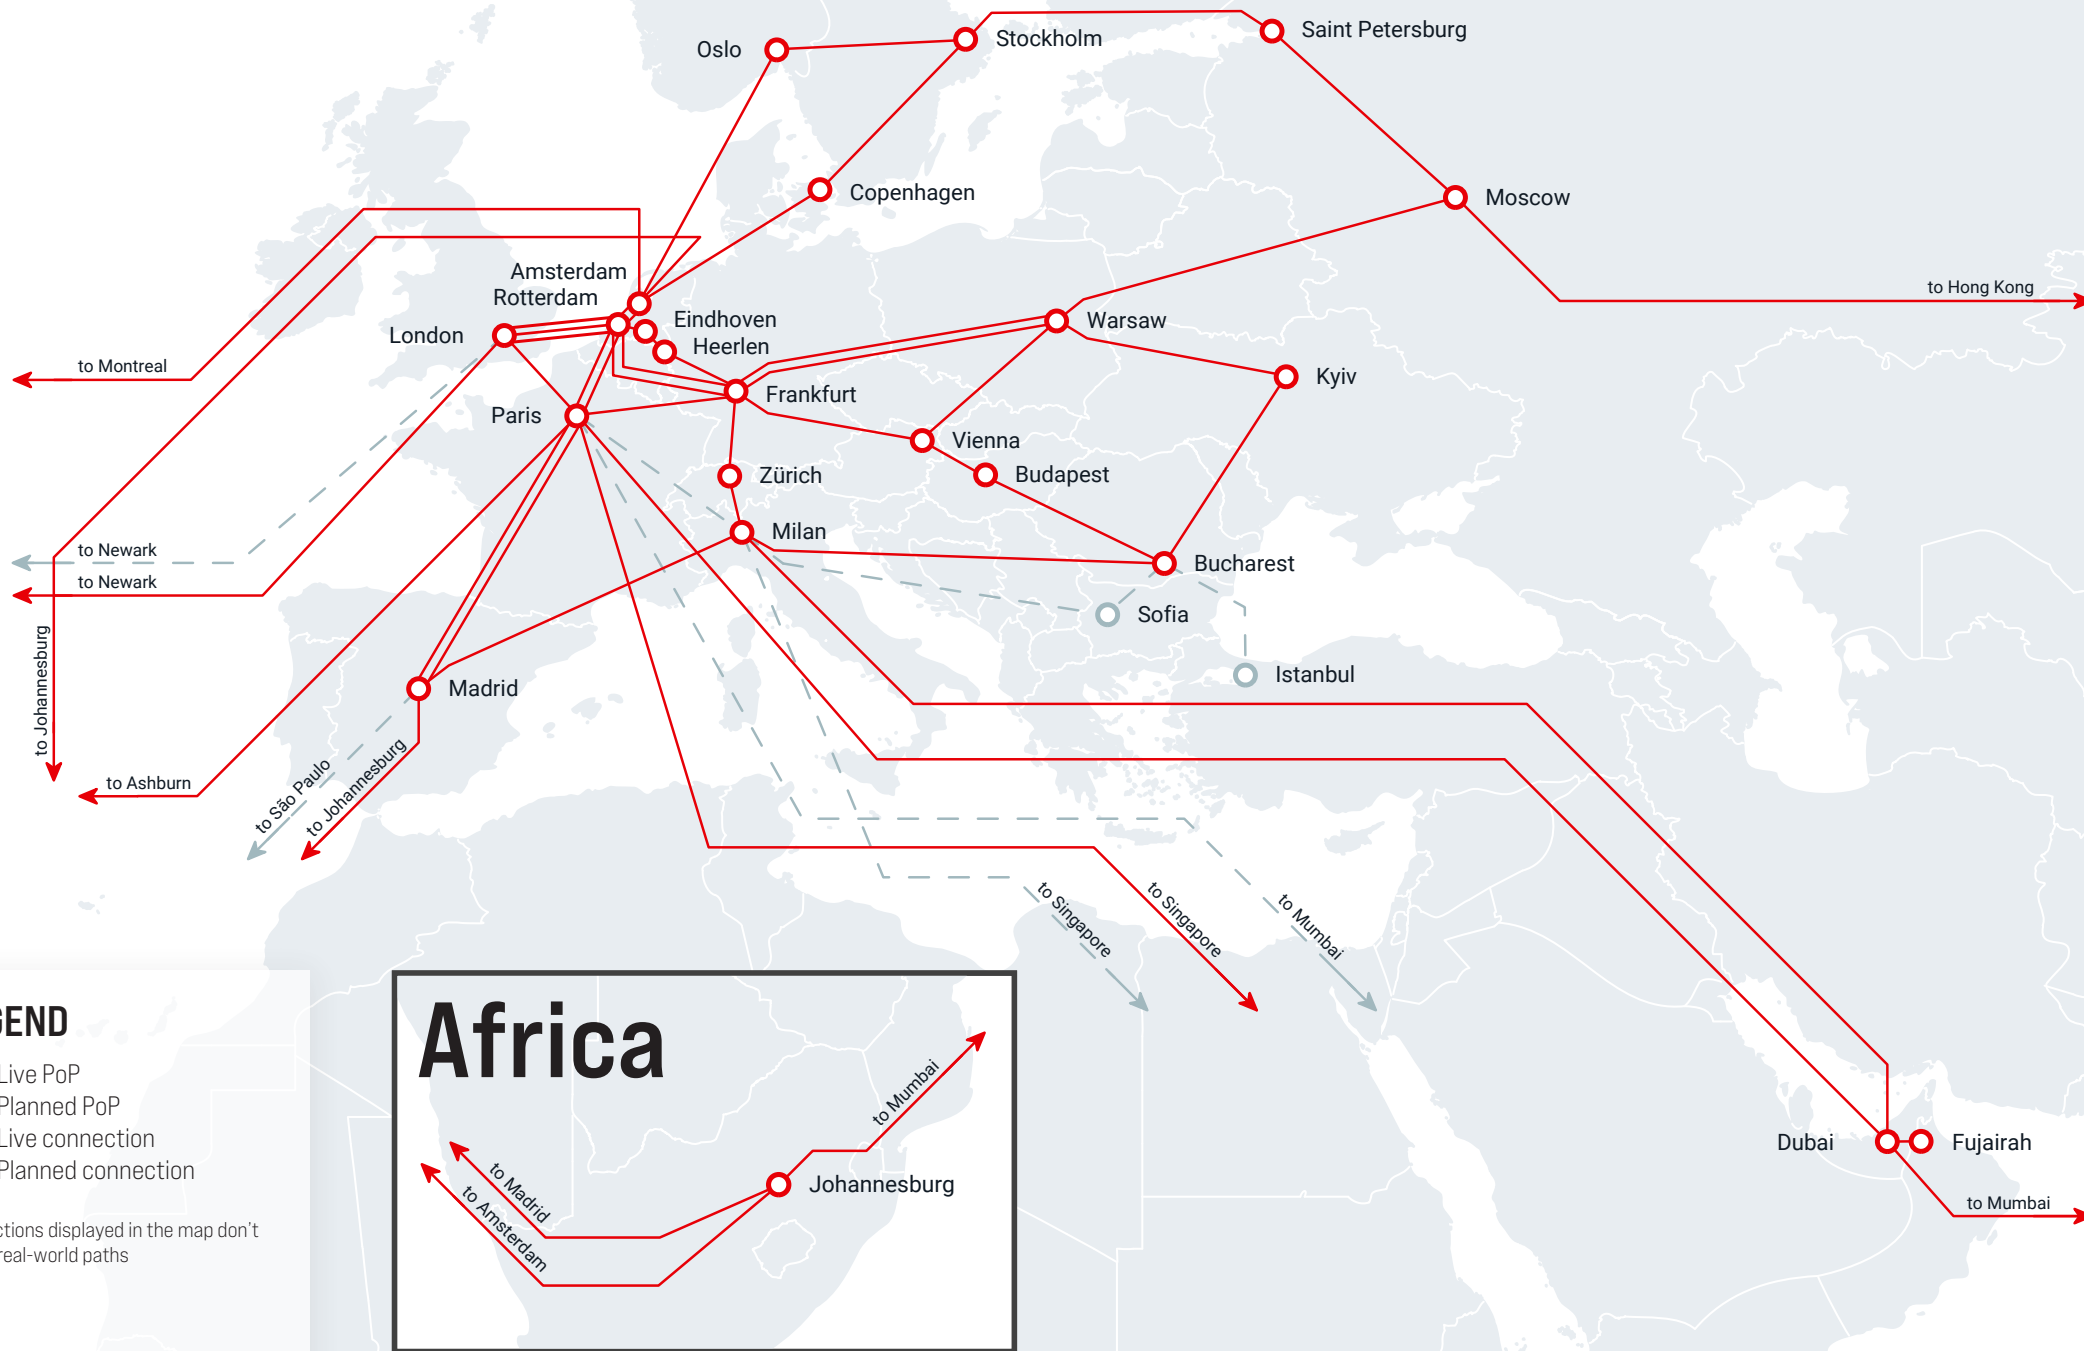 Oslo
Stockholm
Saint Petersburg
Copenhagen
Moscow
Amsterdam
Rotterdam
to Hong Kong
Eindhoven
London
Warsaw
Heerlen
to Montreal
Kyiv
Frankfurt
Paris
Vienna
Zürich
Budapest
Milan
to Newark
Bucharest
to Newark
Sofia
to Johannesburg
Istanbul
Madrid
to Ashburn
to São Paulo
to Johannesburg
to Singapore
to Singapore
to Mumbai
GEND
Live PoP
Planned PoP
Live connection
Planned connection
ctions displayed in the map don't
real-world paths
Africa
to Mumbai
to Madrid
to Amsterdam
Johannesburg
Dubai
Fujairah
to Mumbai